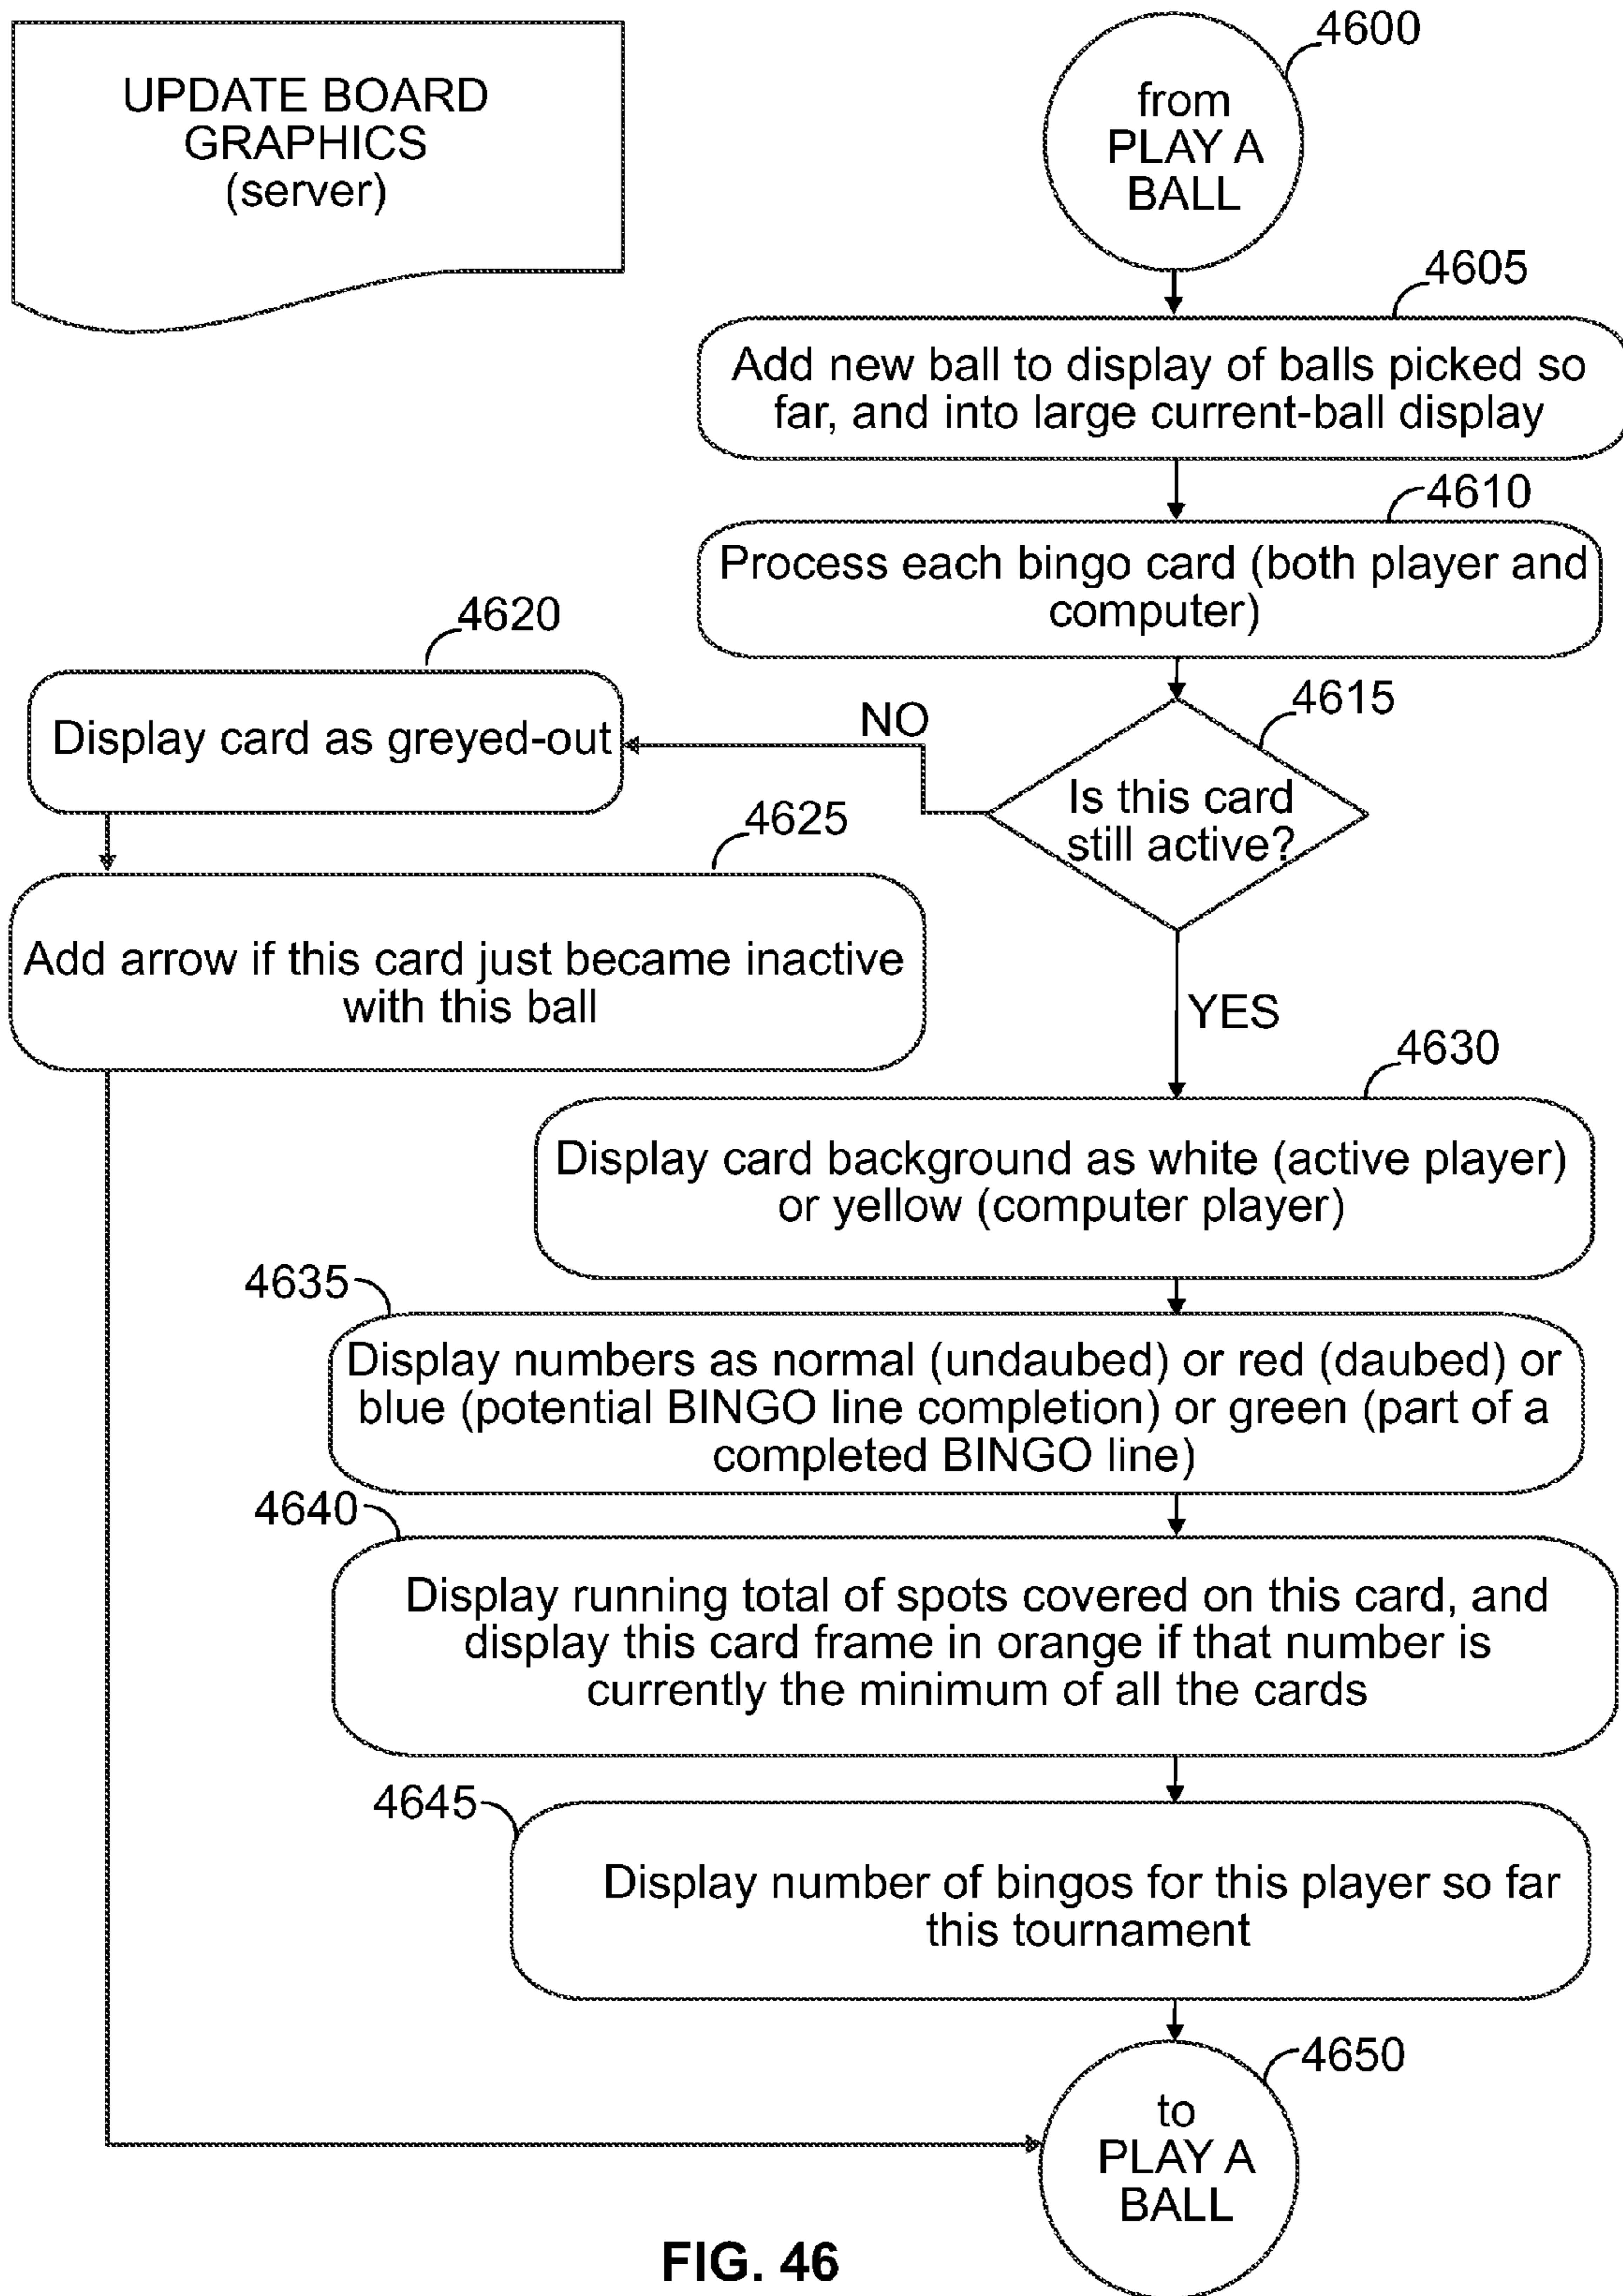 UPDATE BOARD
GRAPHICS
(server)
4600
from
PLAY A
BALL
4605
Add new ball to display of balls picked so
far, and into large current-ball display
4610
Process each bingo card (both player and
computer)
4615
Is this card
still active?
NO
4620
Display card as greyed-out
4625
Add arrow if this card just became inactive
with this ball
YES
4630
Display card background as white (active player)
or yellow (computer player)
4635
Display numbers as normal (undaubed) or red (daubed) or
blue (potential BINGO line completion) or green (part of a
completed BINGO line)
4640
Display running total of spots covered on this card, and
display this card frame in orange if that number is
currently the minimum of all the cards
4645
Display number of bingos for this player so far
this tournament
4650
to
PLAY A
BALL
FIG. 46